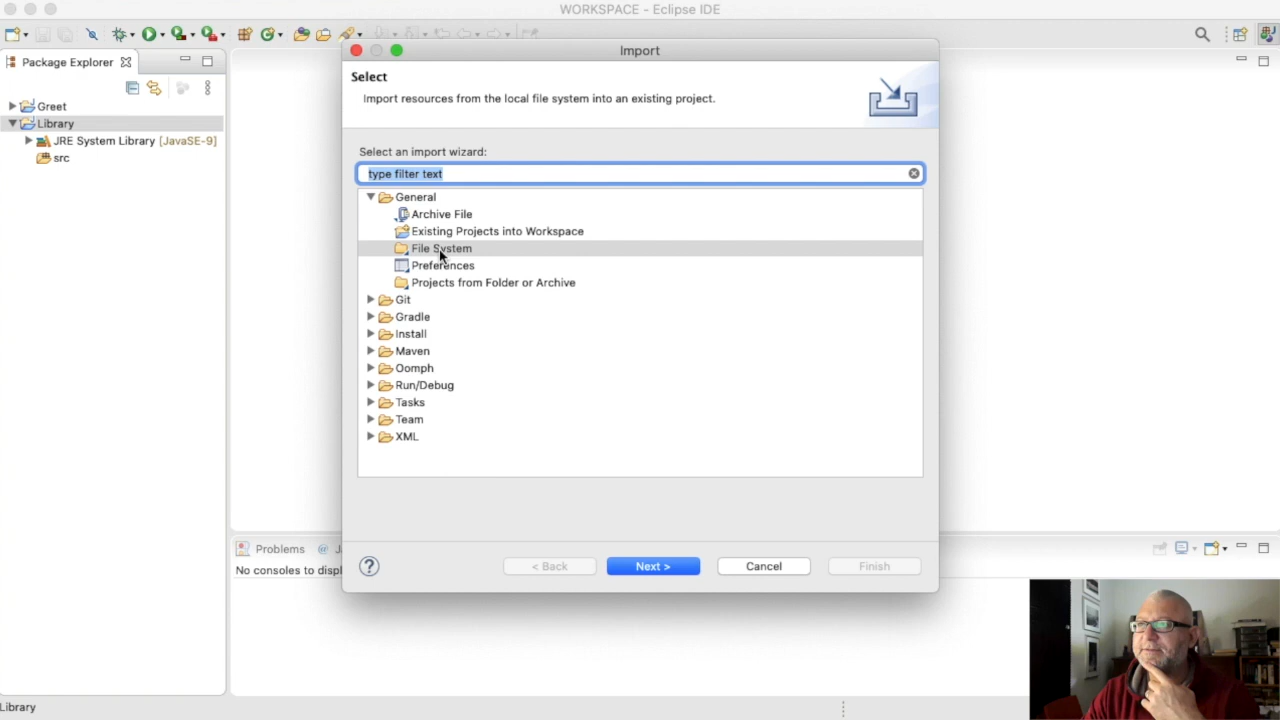 WORKSPACE - Eclipse IDE
Package Explorer
Import
Greet
Library
JRE System Library [JavaSE-9]
src
Select
Import resources from the local file system into an existing project.
Select an import wizard:
type filter text
General
Archive File
Existing Projects into Workspace
File System
Preferences
Projects from Folder or Archive
Git
Gradle
Install
Maven
Oomph
Run/Debug
Tasks
Team
XML
? < Back Next > Cancel Finish
Problems @
No consoles to displ
Library